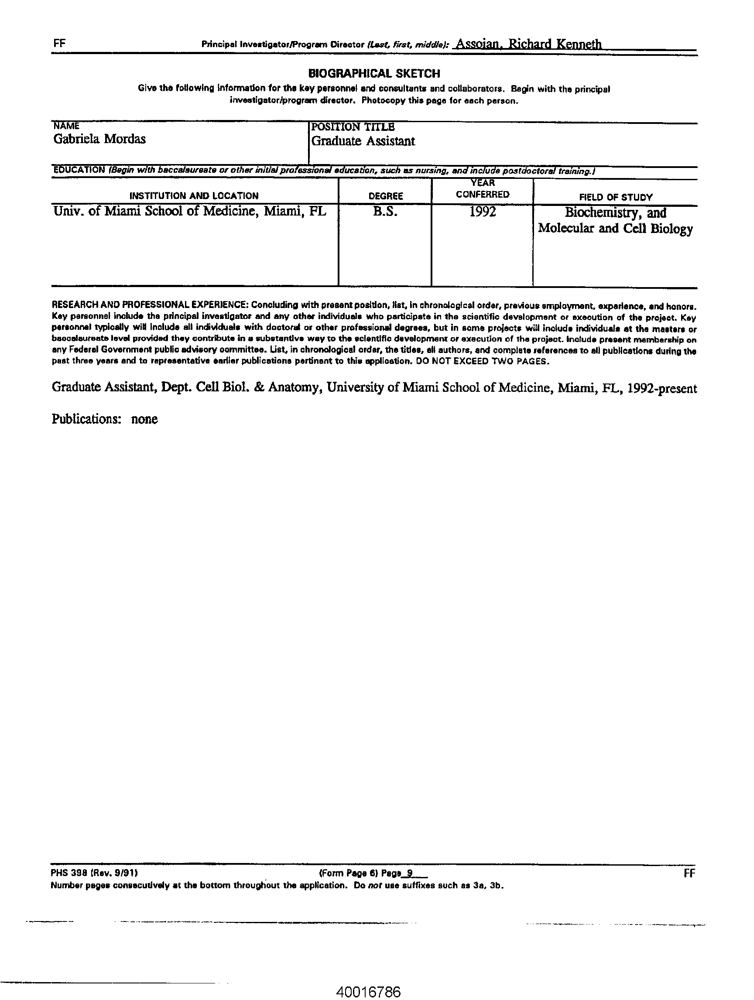 FF Principal Investigator/Program Director (Last, first, middle): Assoian, Richard Kenneth
BIOGRAPHICAL SKETCH
Give the following information for the key personnel and consultants and collaborators. Begin with the principal
investigator/program director. Photocopy this page for each person.
NAME POSITION TITLE
Gabriela Mordas Graduate Assistant
EDUCATION (Begin with baccalaureate or other initial professional education, such as nursing, and include postdoctoral training.)
INSTITUTION AND LOCATION DEGREE YEAR CONFERRED FIELD OF STUDY
Univ. of Miami School of Medicine, Miami, FL B.S. 1992 Biochemistry, and
Molecular and Cell Biology
RESEARCH AND PROFESSIONAL EXPERIENCE: Concluding with present position, list, in chronological order, previous employment, experience, and honors.
Key personnel include the principal investigator and any other individuals who participate in the scientific development or execution of the project. Key
personnel typically will include all individuals with doctoral or other professional degrees, but in some projects will include individuals at the masters or
baccalaureate level provided they contribute in a substantive way to the scientific development or execution of the project. Include present membership on
any Federal Government public advisory committee. List, in chronological order, the titles, all authors, and complete references to all publications during the
past three years and to representative earlier publications pertinent to this application. DO NOT EXCEED TWO PAGES.
Graduate Assistant, Dept. Cell Biol. & Anatomy, University of Miami School of Medicine, Miami, FL, 1992-present
Publications: none
PHS 398 (Rev. 9/91) (Form Page 6) Page 9 FF
Number pages consecutively at the bottom throughout the application. Do not use suffixes such as 3a, 3b.
40016786